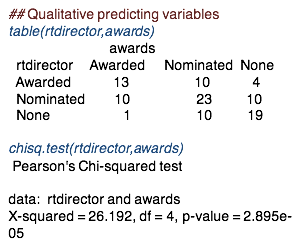 ## Qualitative predicting variables
table(rtdirector,awards)
awards
rtdirector Awarded Nominated None
Awarded 13 10 4
Nominated 10 23 10
None 1 10 19
chisq.test(rtdirector,awards)
Pearson's Chi-squared test
data: rtdirector and awards
X-squared = 26.192, df = 4, p-value = 2.895e-
05